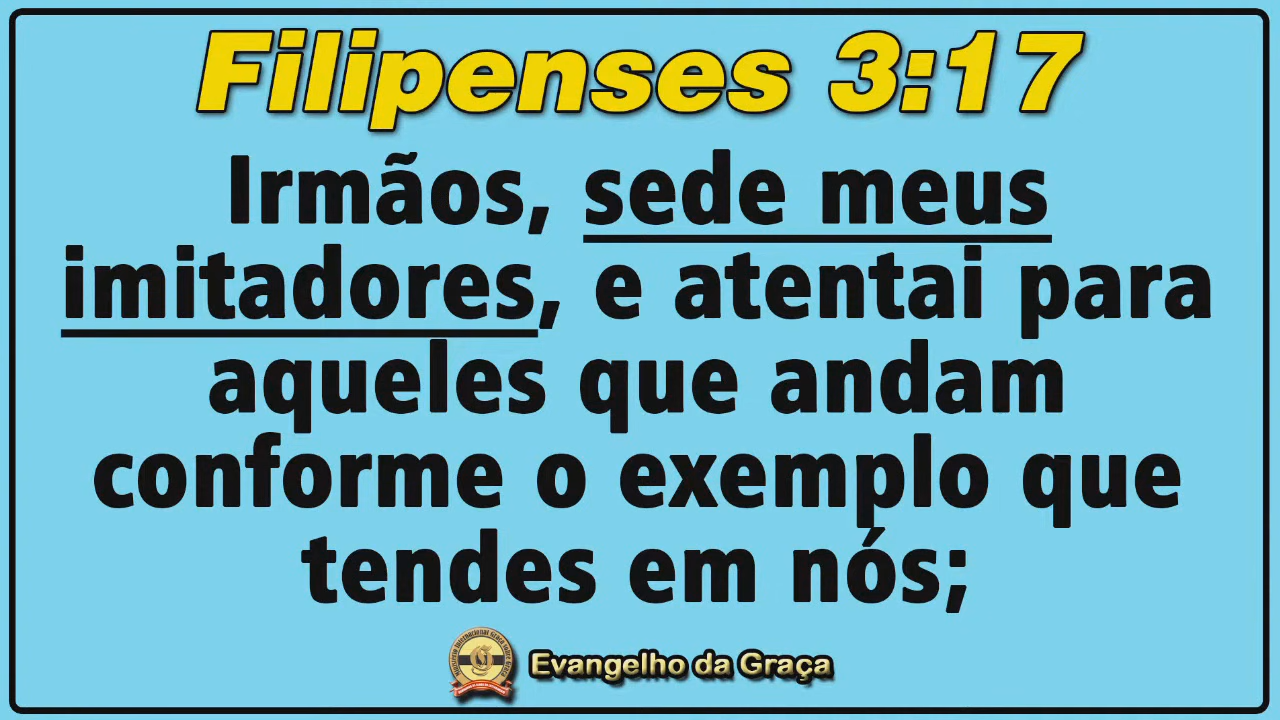 Filipenses 3:17
Irmãos, sede meus
imitadores, e atentai para
aqueles que andam
conforme o exemplo que
tendes em nós;
Evangelho da Graça